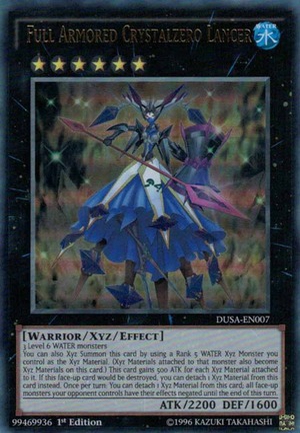 FULL ARMORED CRYSTALZERO LANCER
WATER
水
DUSA-EN007
[WARRIOR/XYZ/EFFECT]
3 Level 6 WATER monsters
You can also Xyz Summon this card by using a Rank 5 WATER Xyz Monster you
control as the Xyz Material. (Xyz Materials attached to that monster also become
Xyz Materials on this card.) This card gains 500 ATK for each Xyz Material attached
to it. If this face-up card would be destroyed, you can detach 1 Xyz Material from this
card instead. Once per turn: You can detach 1 Xyz Material from this card; all face-up
monsters your opponent controls have their effects negated until the end of this turn.
ATK/2200 DEF/1600
99469936 1st Edition ©1996 KAZUKI TAKAHASHI